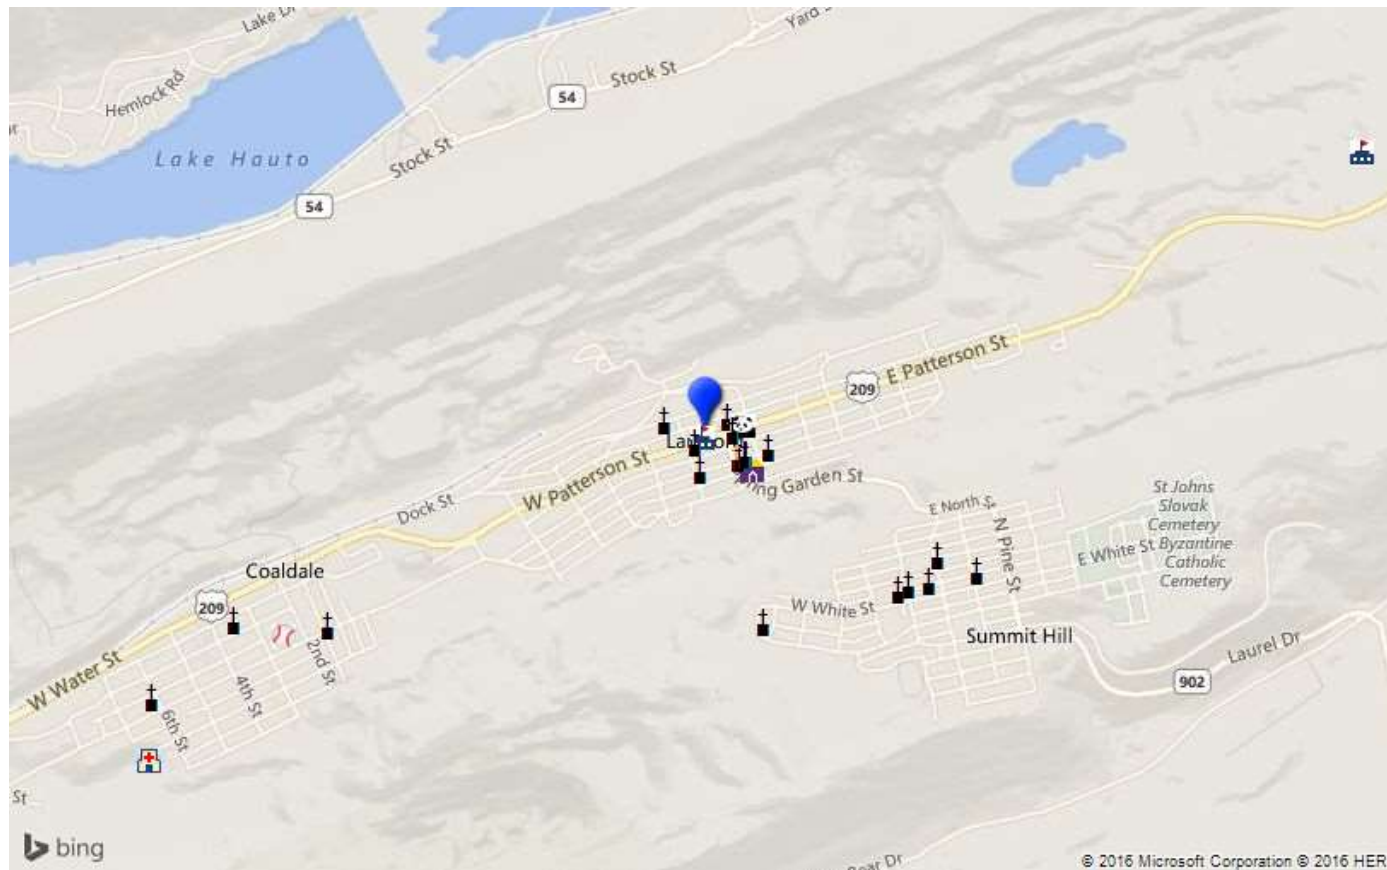 Lake Dr
Yard
Hemlock Rd
Stock St
54
Lake Hauto
Stock St
54
E Patterson St
209
W Patterson St
Garden St
Dock St
E North St
N Pine St
St Johns
Slovak
Cemetery
E White St
Byzantine
Catholic
Cemetery
Coaldale
209
W White St
Summit Hill
Laurel Dr
902
2nd St
4th St
W Water St
6th St
St
bing
Dr
© 2016 Microsoft Corporation © 2016 HER